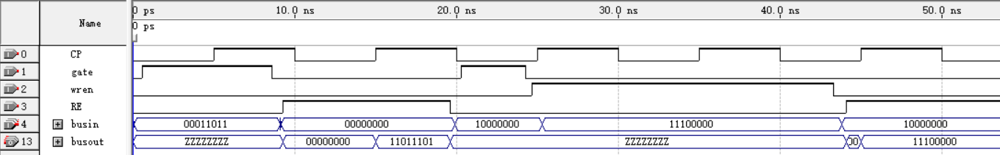 0 ps 10.0 ns 20.0 ns 30.0 ns 40.0 ns 50.0 ns
Name
0 ps
0 CP
1 gate
2 wren
3 RE
4 busin 00011011 00000000 10000000 11100000 10000000
13 busout ZZZZZZZZ 00000000 11011101 ZZZZZZZZ 11100000